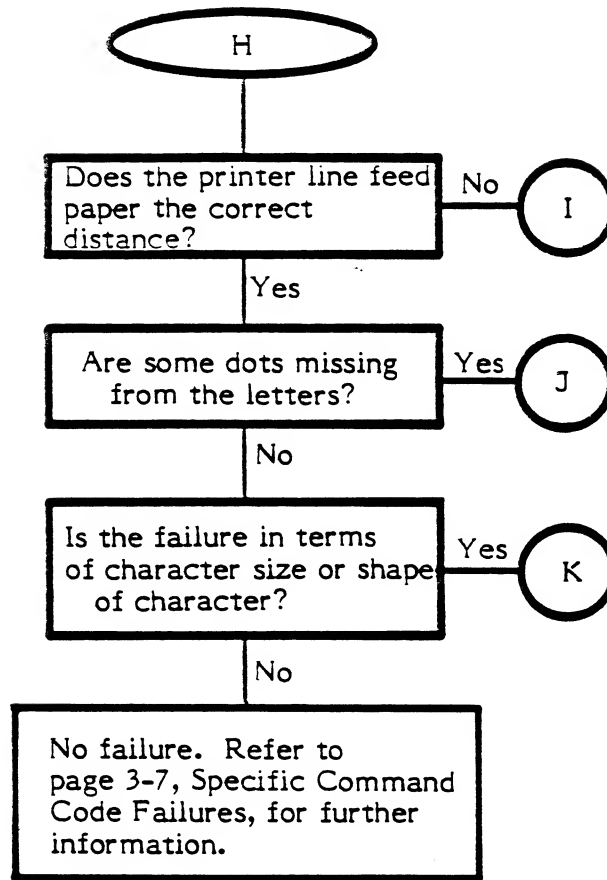 H
Does the printer line feed
paper the correct
distance?
No
I
Yes
Are some dots missing
from the letters?
Yes
J
No
Is the failure in terms
of character size or shape
of character?
Yes
K
No
No failure. Refer to
page 3-7, Specific Command
Code Failures, for further
information.